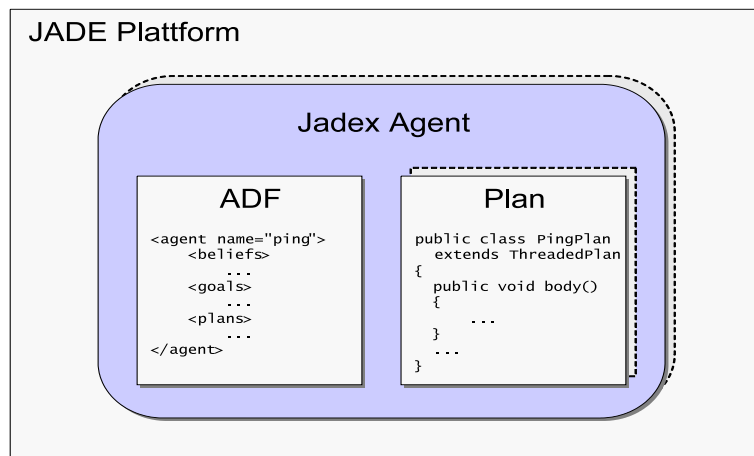 JADE Plattform
Jadex Agent
ADF
<agent name="ping">
<beliefs>
...
<goals>
...
<plans>
...
</agent>
Plan
public class PingPlan
extends ThreadedPlan
{
public void body()
{
...
}
...
}